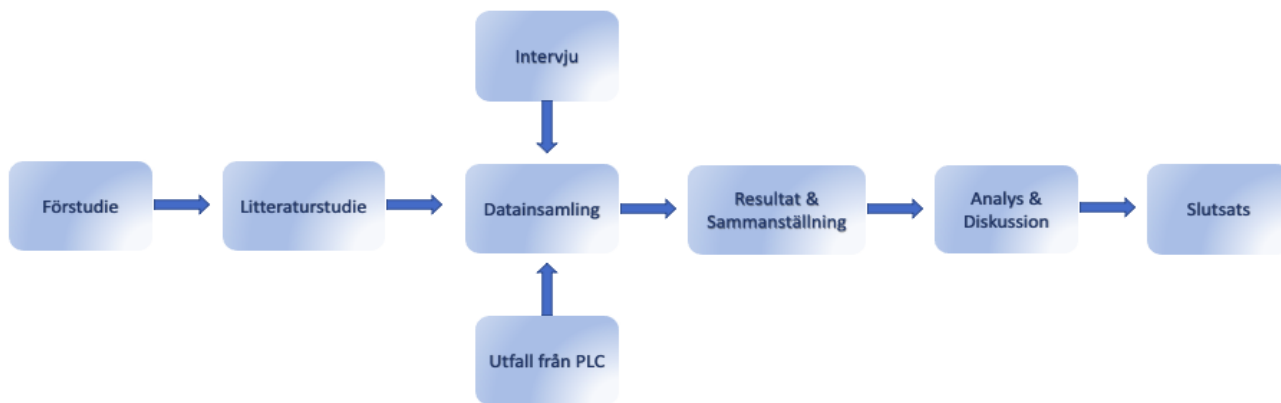 Intervju
Förstudie
Litteraturstudie
Datainsamling
Resultat &
Sammanställning
Analys &
Diskussion
Slutsats
Utfall från PLC